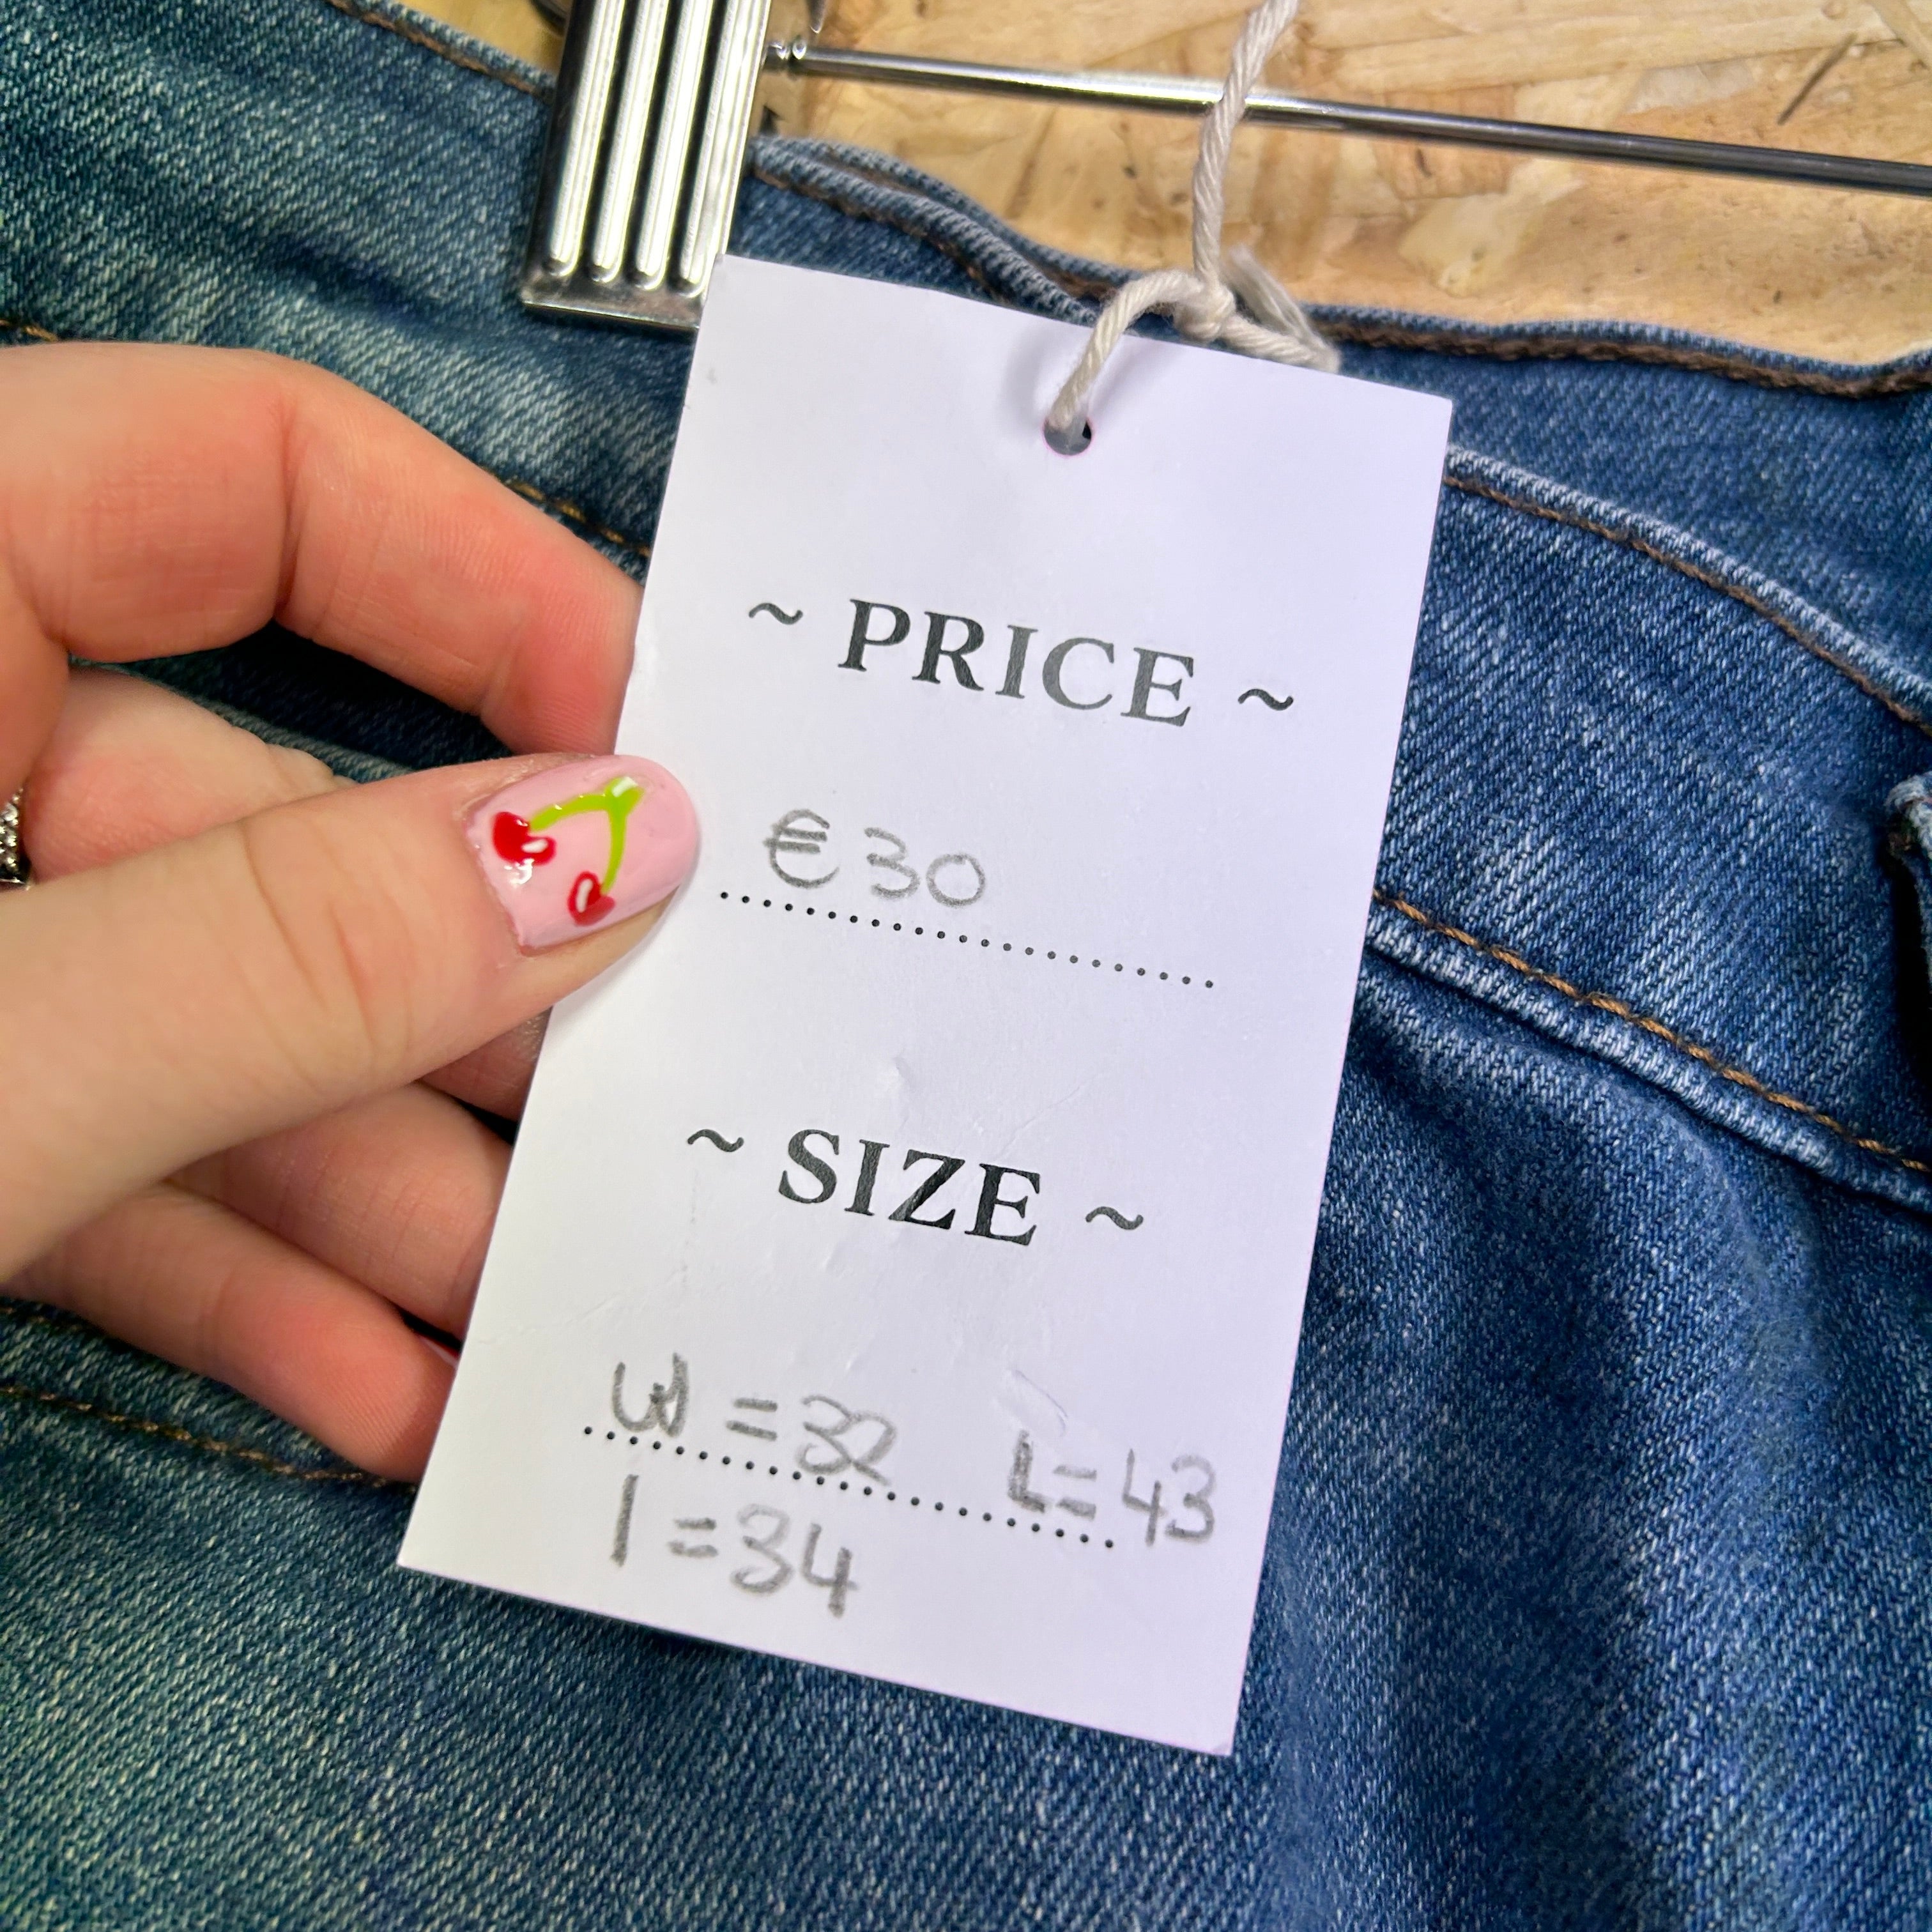 ~ PRICE ~
€30
~ SIZE ~
W = 32 L = 43
I = 34